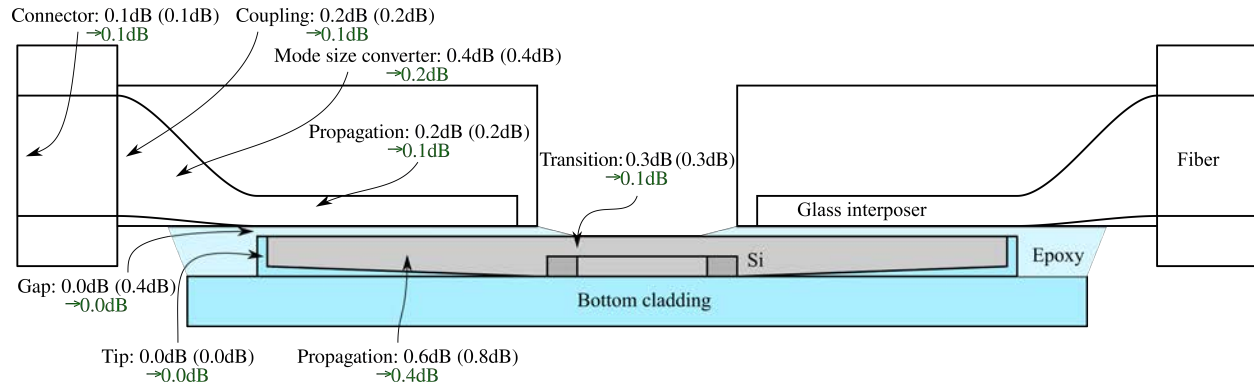 Connector: 0.1dB (0.1dB)
→0.1dB
Coupling: 0.2dB (0.2dB)
→0.1dB
Mode size converter: 0.4dB (0.4dB)
→0.2dB
Propagation: 0.2dB (0.2dB)
→0.1dB
Transition: 0.3dB (0.3dB)
→0.1dB
Fiber
Glass interposer
Si
Epoxy
Gap: 0.0dB (0.4dB)
→0.0dB
Bottom cladding
Tip: 0.0dB (0.0dB)
→0.0dB
Propagation: 0.6dB (0.8dB)
→0.4dB